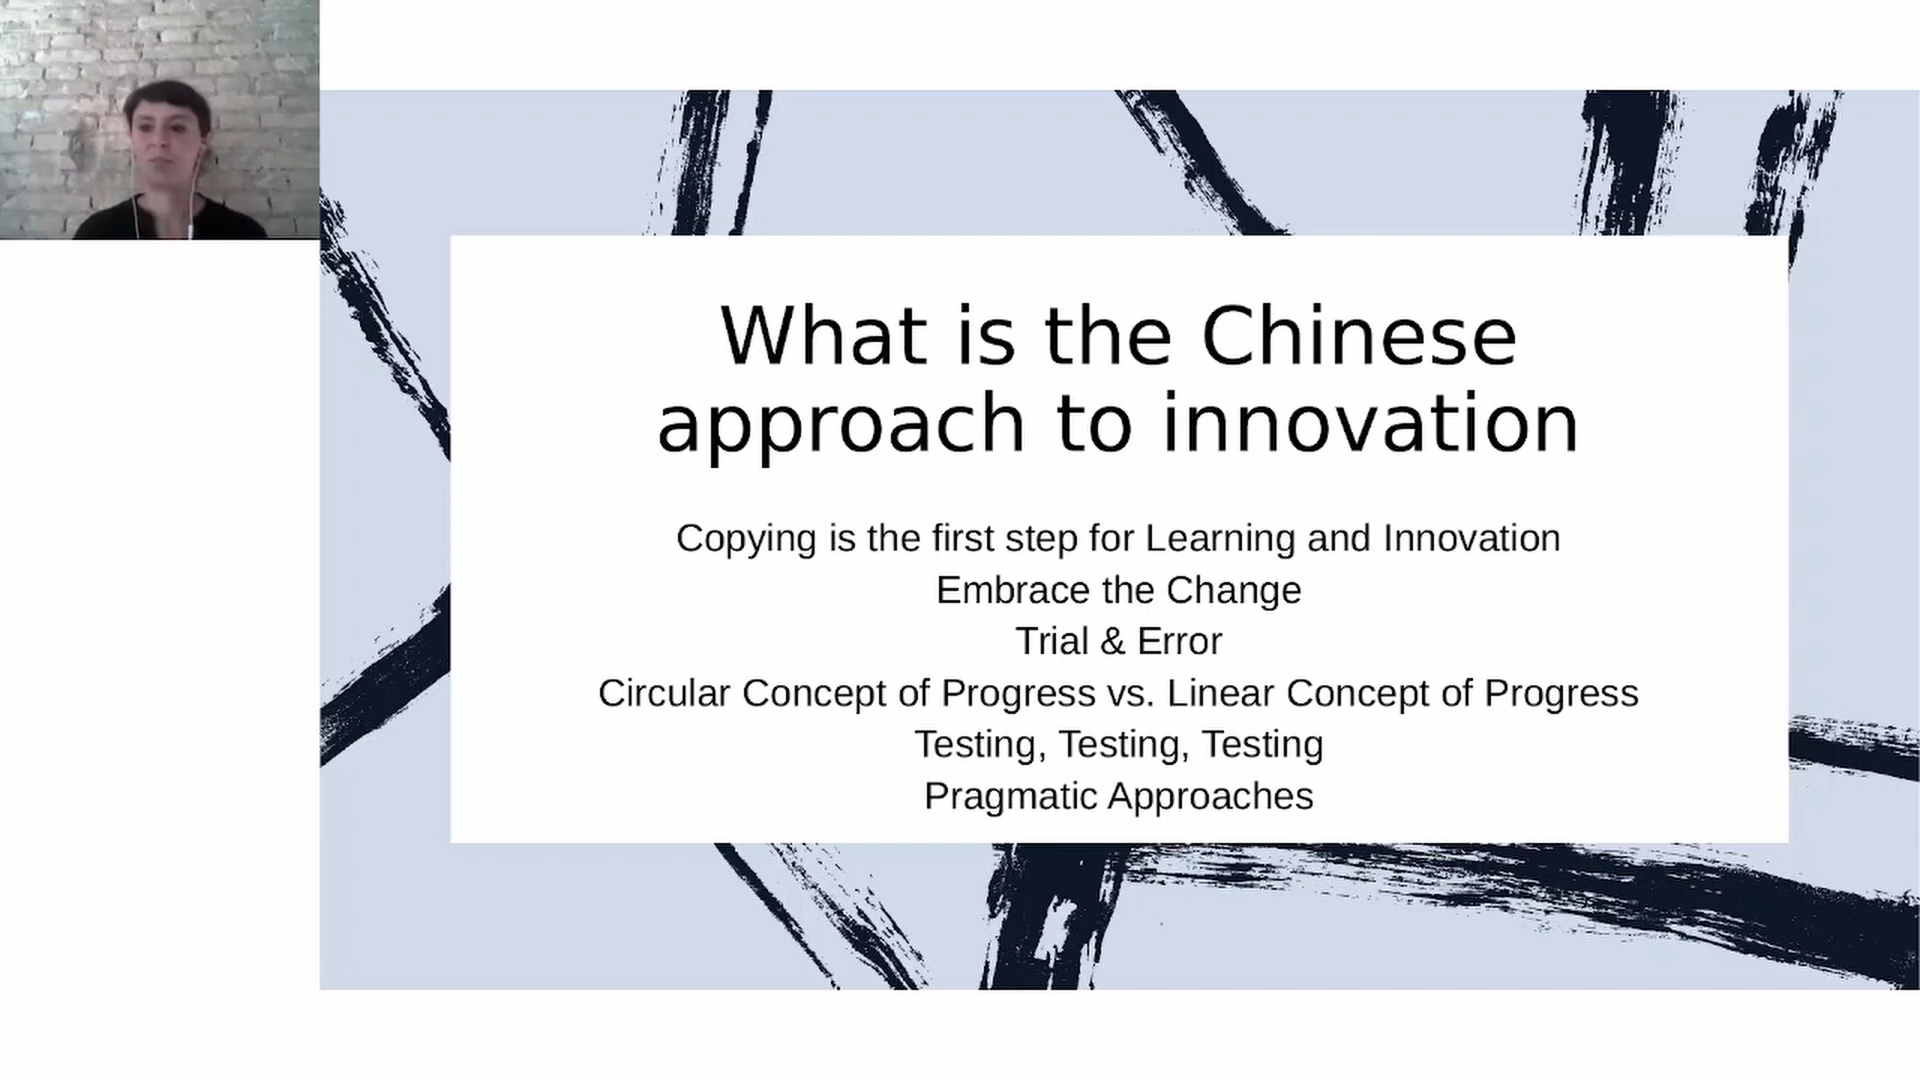 What is the Chinese
approach to innovation
Copying is the first step for Learning and Innovation
Embrace the Change
Trial & Error
Circular Concept of Progress vs. Linear Concept of Progress
Testing, Testing, Testing
Pragmatic Approaches